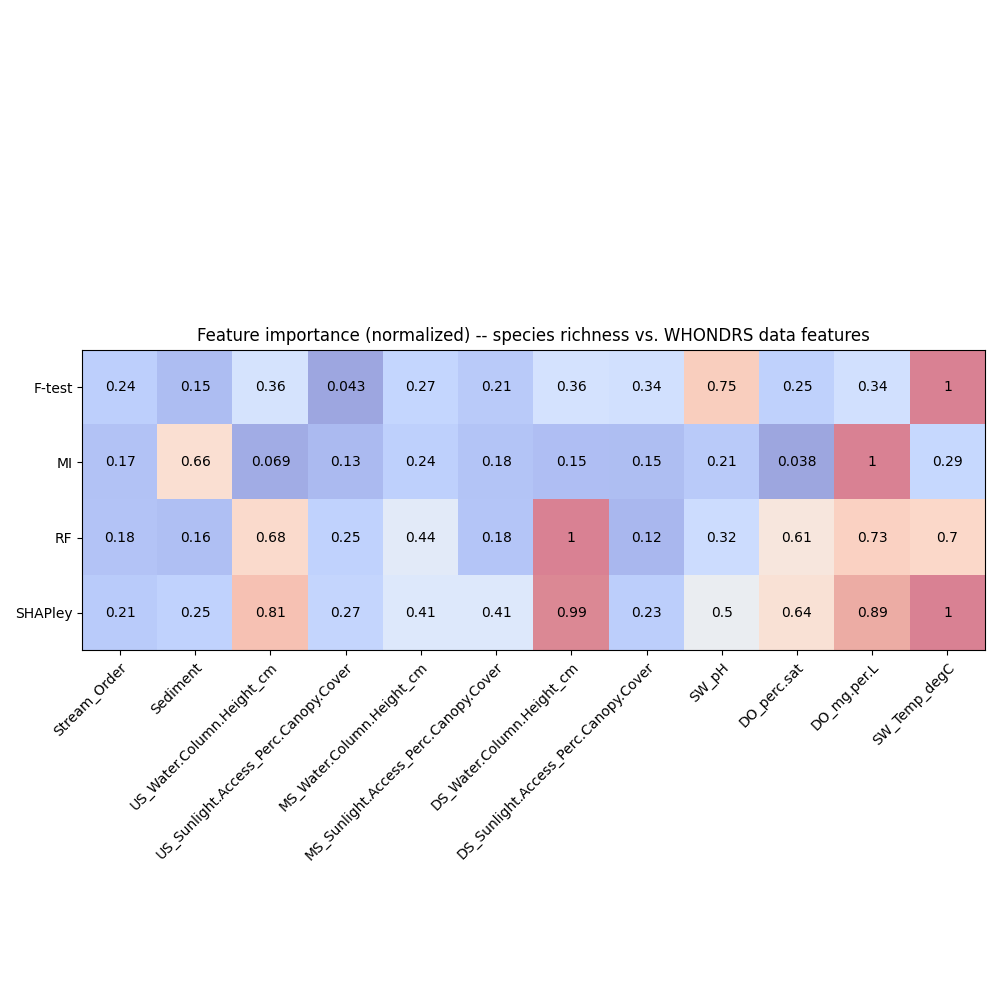 Feature importance (normalized) -- species richness vs. WHONDRS data features
F-test 0.24 0.15 0.36 0.043 0.27 0.21 0.36 0.34 0.75 0.25 0.34 1
MI 0.17 0.66 0.069 0.13 0.24 0.18 0.15 0.15 0.21 0.038 1 0.29
RF 0.18 0.16 0.68 0.25 0.44 0.18 1 0.12 0.32 0.61 0.73 0.7
SHAPley 0.21 0.25 0.81 0.27 0.41 0.41 0.99 0.23 0.5 0.64 0.89 1
Stream_Order
Sediment
US_Water.Column.Height_cm
US_Sunlight.Access_Perc.Canopy.Cover
MS_Water.Column.Height_cm
MS_Sunlight.Access_Perc.Canopy.Cover
DS_Water.Column.Height_cm
DS_Sunlight.Access_Perc.Canopy.Cover
SW_pH
DO_perc.sat
DO_mg.per.L
SW_Temp_degC